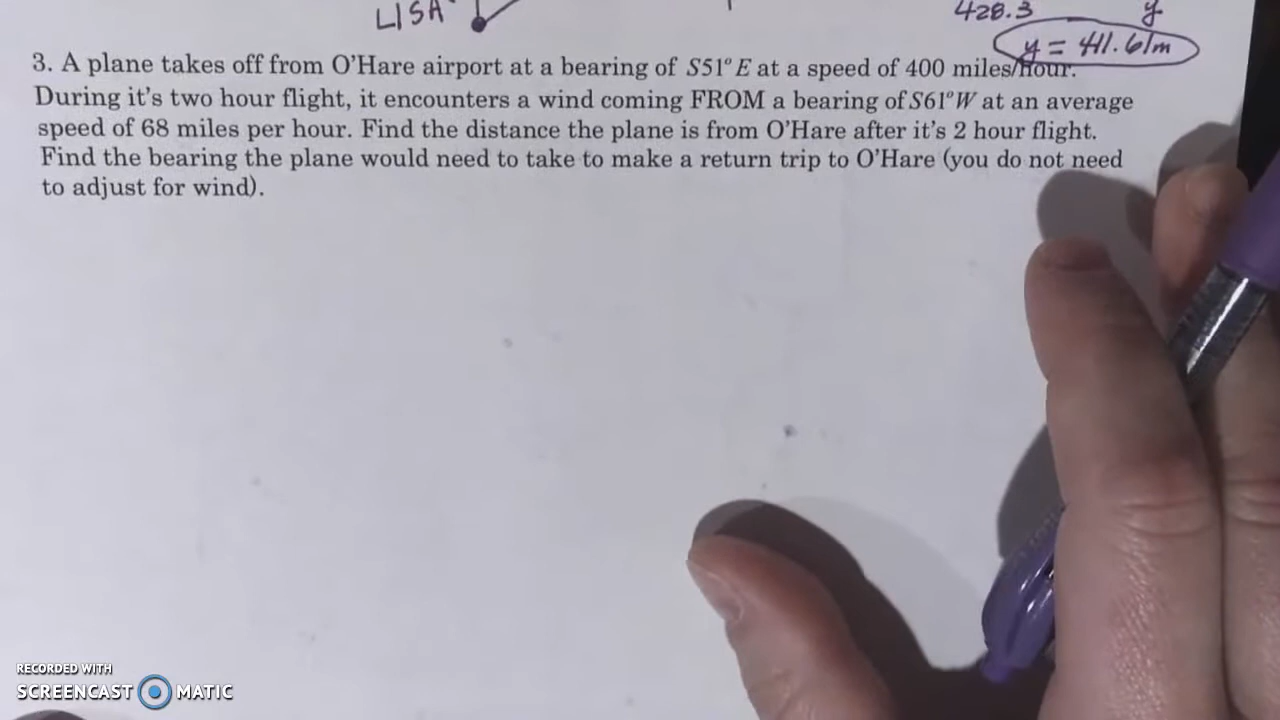 LISA
428.3
y
y = 411.61m
3. A plane takes off from O'Hare airport at a bearing of S51°E at a speed of 400 miles/hour.
During it's two hour flight, it encounters a wind coming FROM a bearing of S61°W at an average
speed of 68 miles per hour. Find the distance the plane is from O'Hare after it's 2 hour flight.
Find the bearing the plane would need to take to make a return trip to O'Hare (you do not need
to adjust for wind).
RECORDED WITH
SCREENCAST MATIC